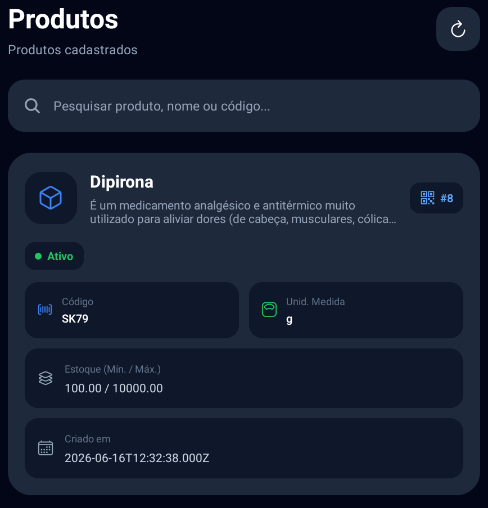 Produtos
Produtos cadastrados
Pesquisar produto, nome ou código...
Dipirona
É um medicamento analgésico e antitérmico muito
utilizado para aliviar dores (de cabeça, musculares, cólica...
#8
Ativo
Código
SK79
Unid. Medida
g
Estoque (Mín. / Máx.)
100.00 / 10000.00
Criado em
2026-06-16T12:32:38.000Z